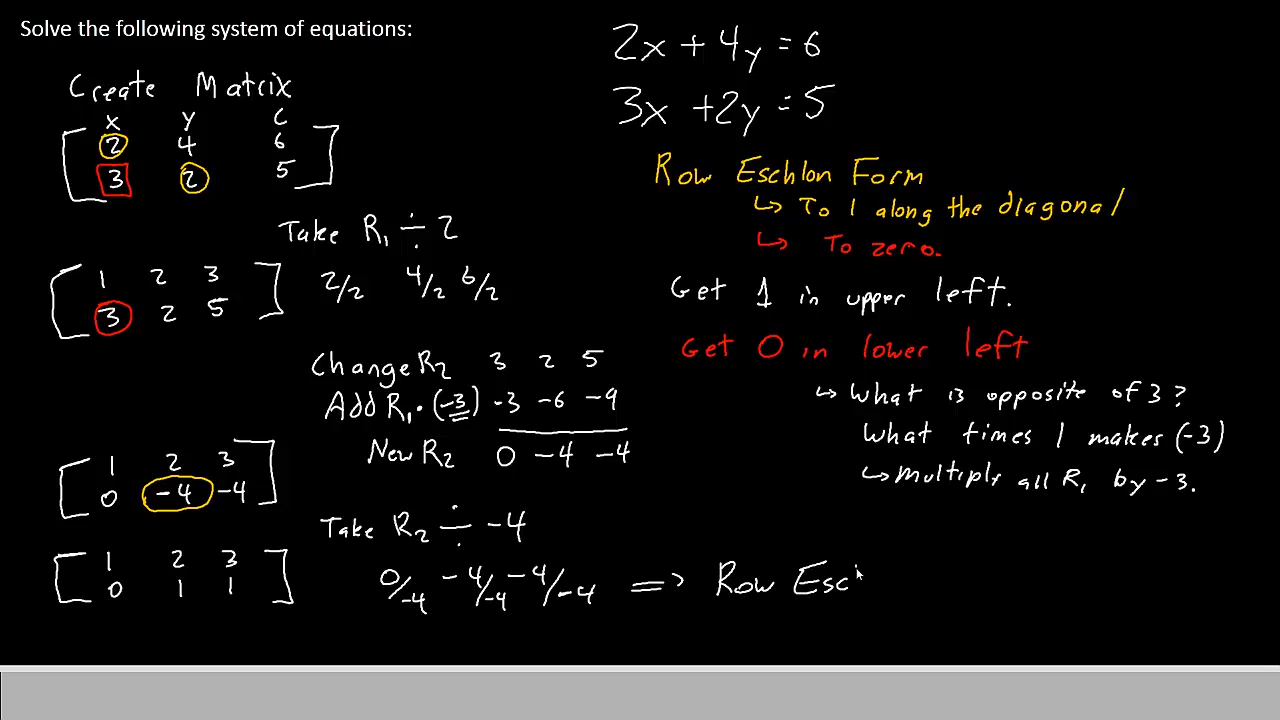 Solve the following system of equations:
2x + 4y = 6
3x + 2y = 5
Create Matrix
x y c
2 4 6
3 2 5
Row Eschlon Form
↳ To 1 along the diagonal
↳ To zero.
Take R₁ ÷ 2
1 2 3
3 2 5
2/2 4/2 6/2
Get 1 in upper left.
Get 0 in lower left
Change R₂ 3 2 5
Add R₁·(-3) -3 -6 -9
New R₂ 0 -4 -4
↳ What is opposite of 3?
What times 1 makes (-3)
↳ Multiply all R₁ by -3.
1 2 3
0 -4 -4
Take R₂ ÷ -4
1 2 3
0 1 1
0/-4 -4/-4 -4/-4 => Row Esc